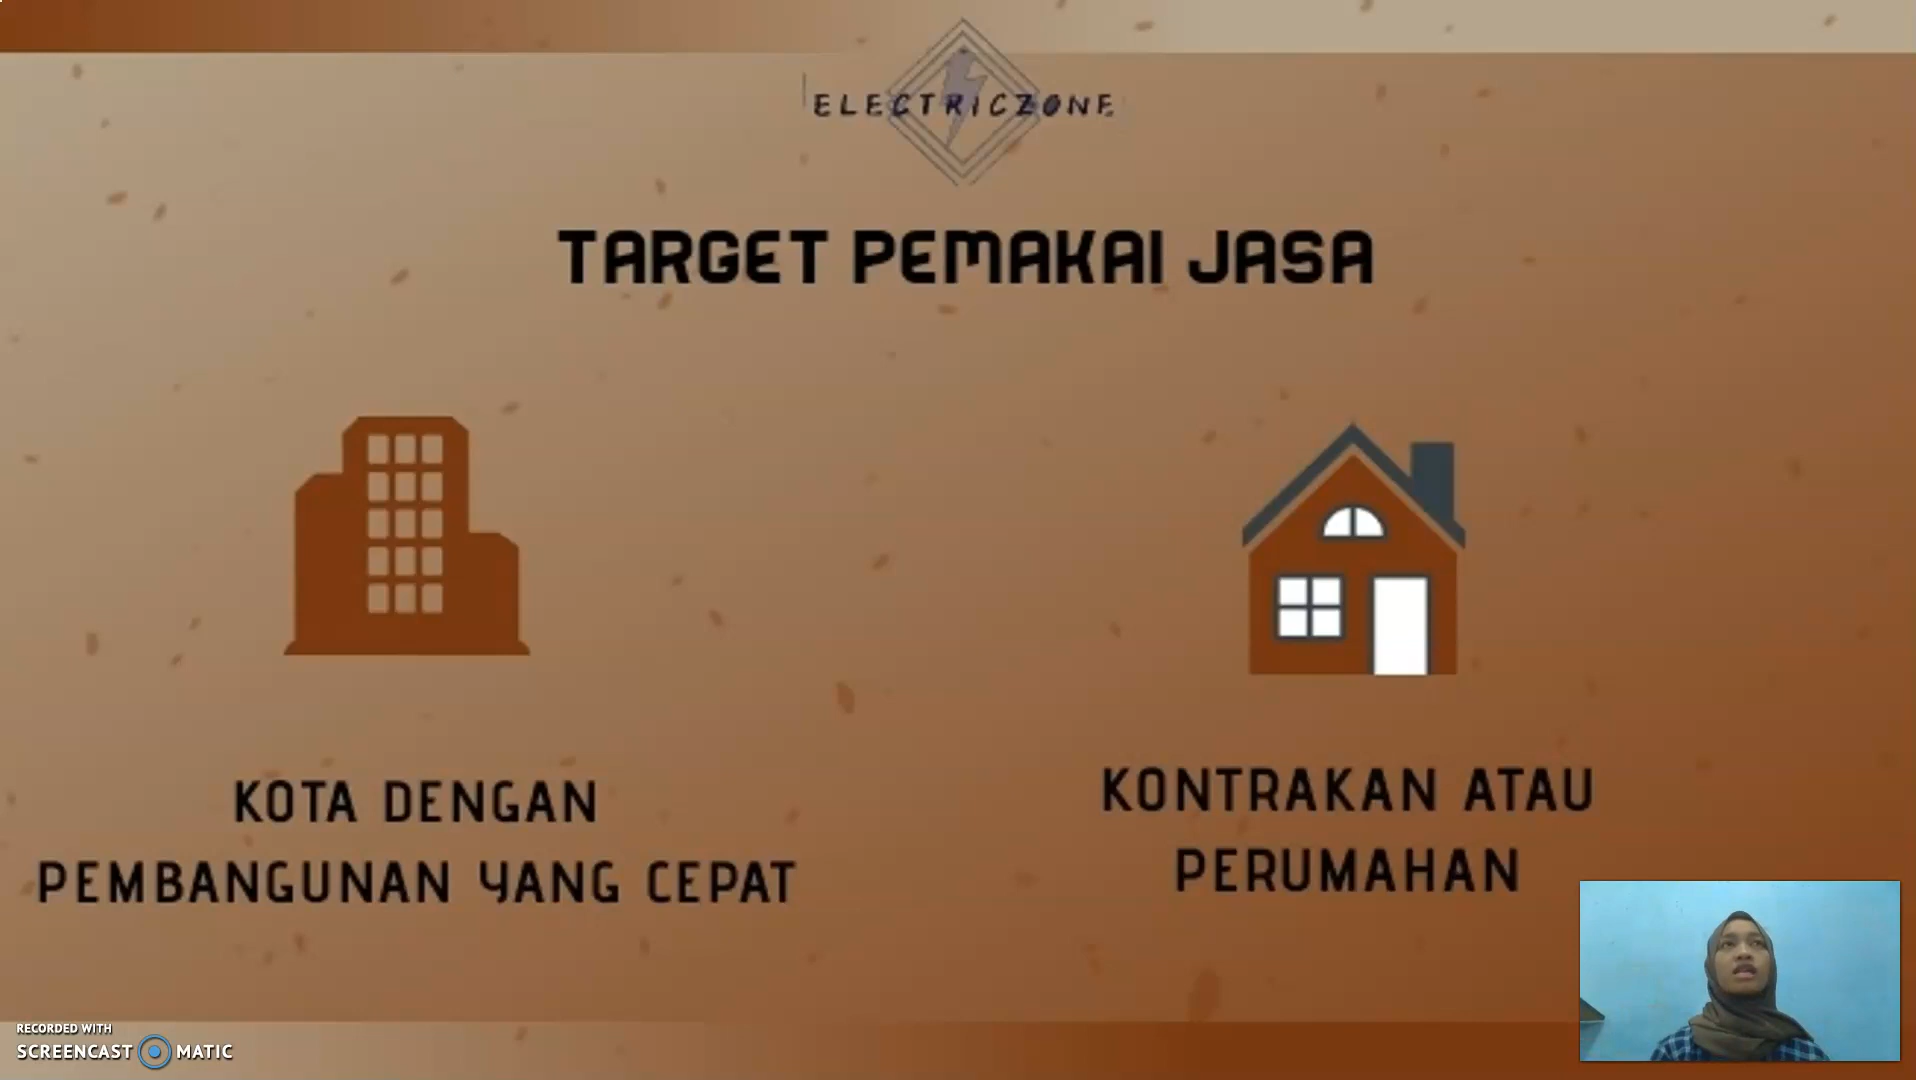 ELECTRICZONE
TARGET PEMAKAI JASA
KOTA DENGAN
PEMBANGUNAN YANG CEPAT
KONTRAKAN ATAU
PERUMAHAN
RECORDED WITH
SCREENCAST MATIC